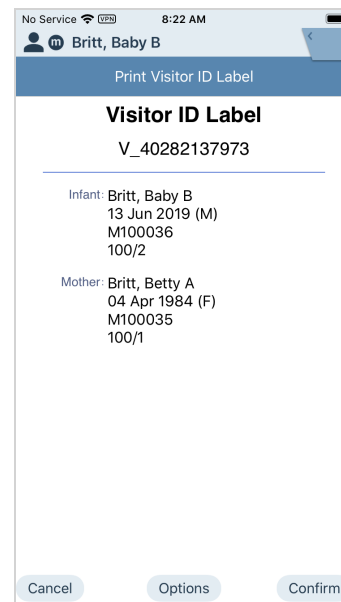 No Service VPN 8:22 AM
m Britt, Baby B
Print Visitor ID Label
Visitor ID Label
V_40282137973
Infant: Britt, Baby B
13 Jun 2019 (M)
M100036
100/2
Mother: Britt, Betty A
04 Apr 1984 (F)
M100035
100/1
Cancel Options Confirm